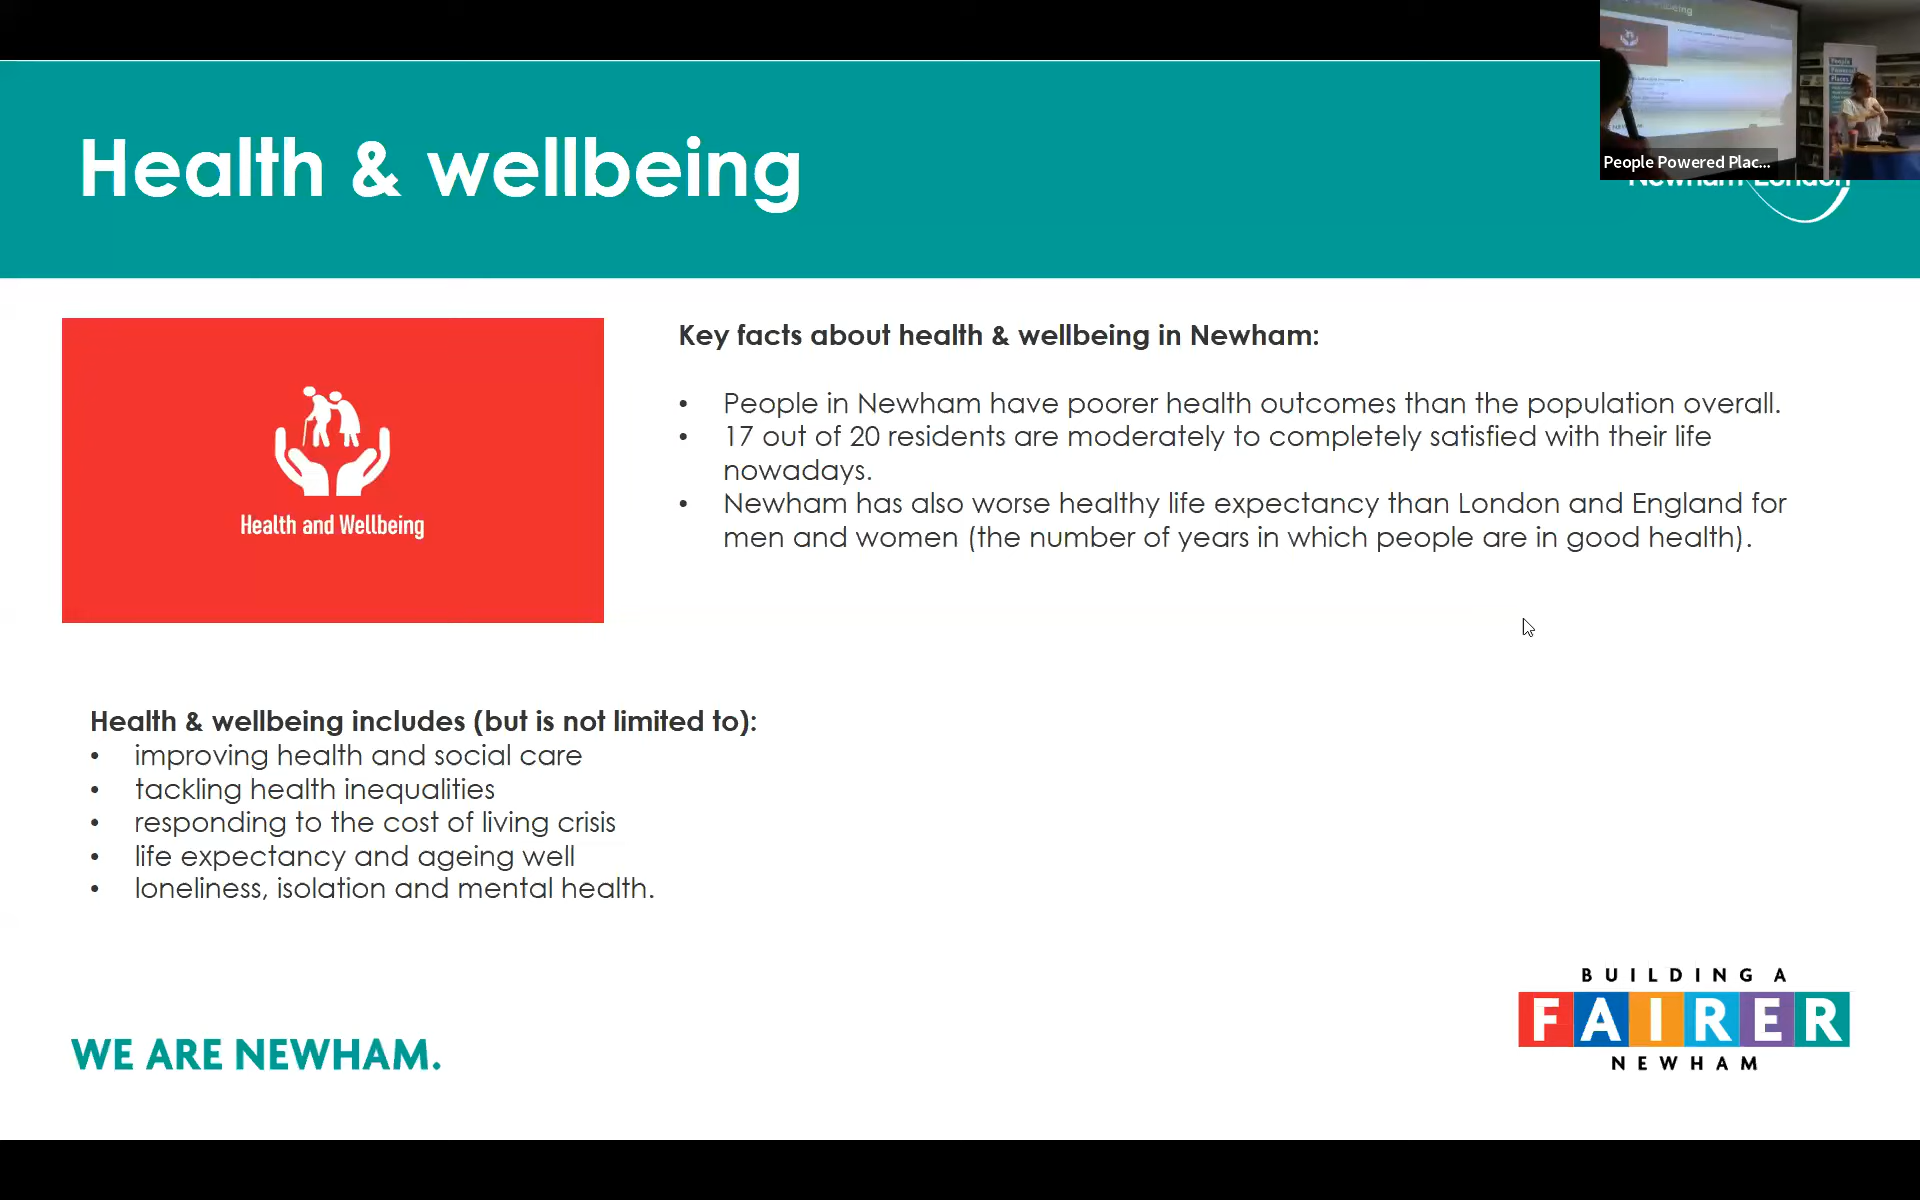 Health & wellbeing
People Powered Plac...
Newham London
Health and Wellbeing
Key facts about health & wellbeing in Newham:
• People in Newham have poorer health outcomes than the population overall.
• 17 out of 20 residents are moderately to completely satisfied with their life
nowadays.
• Newham has also worse healthy life expectancy than London and England for
men and women (the number of years in which people are in good health).
Health & wellbeing includes (but is not limited to):
• improving health and social care
• tackling health inequalities
• responding to the cost of living crisis
• life expectancy and ageing well
• loneliness, isolation and mental health.
WE ARE NEWHAM.
BUILDING A
FAIRER
NEWHAM
People
Powered
Places